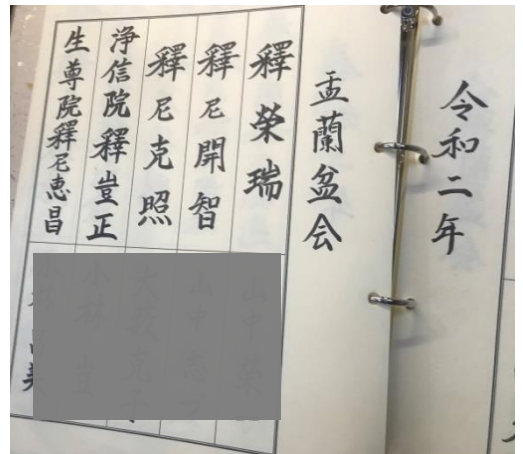 令和二年
盂蘭盆会
釋榮瑞
釋尼開智
釋尼克照
浄信院釋豈正
生尊院釋尼恵昌